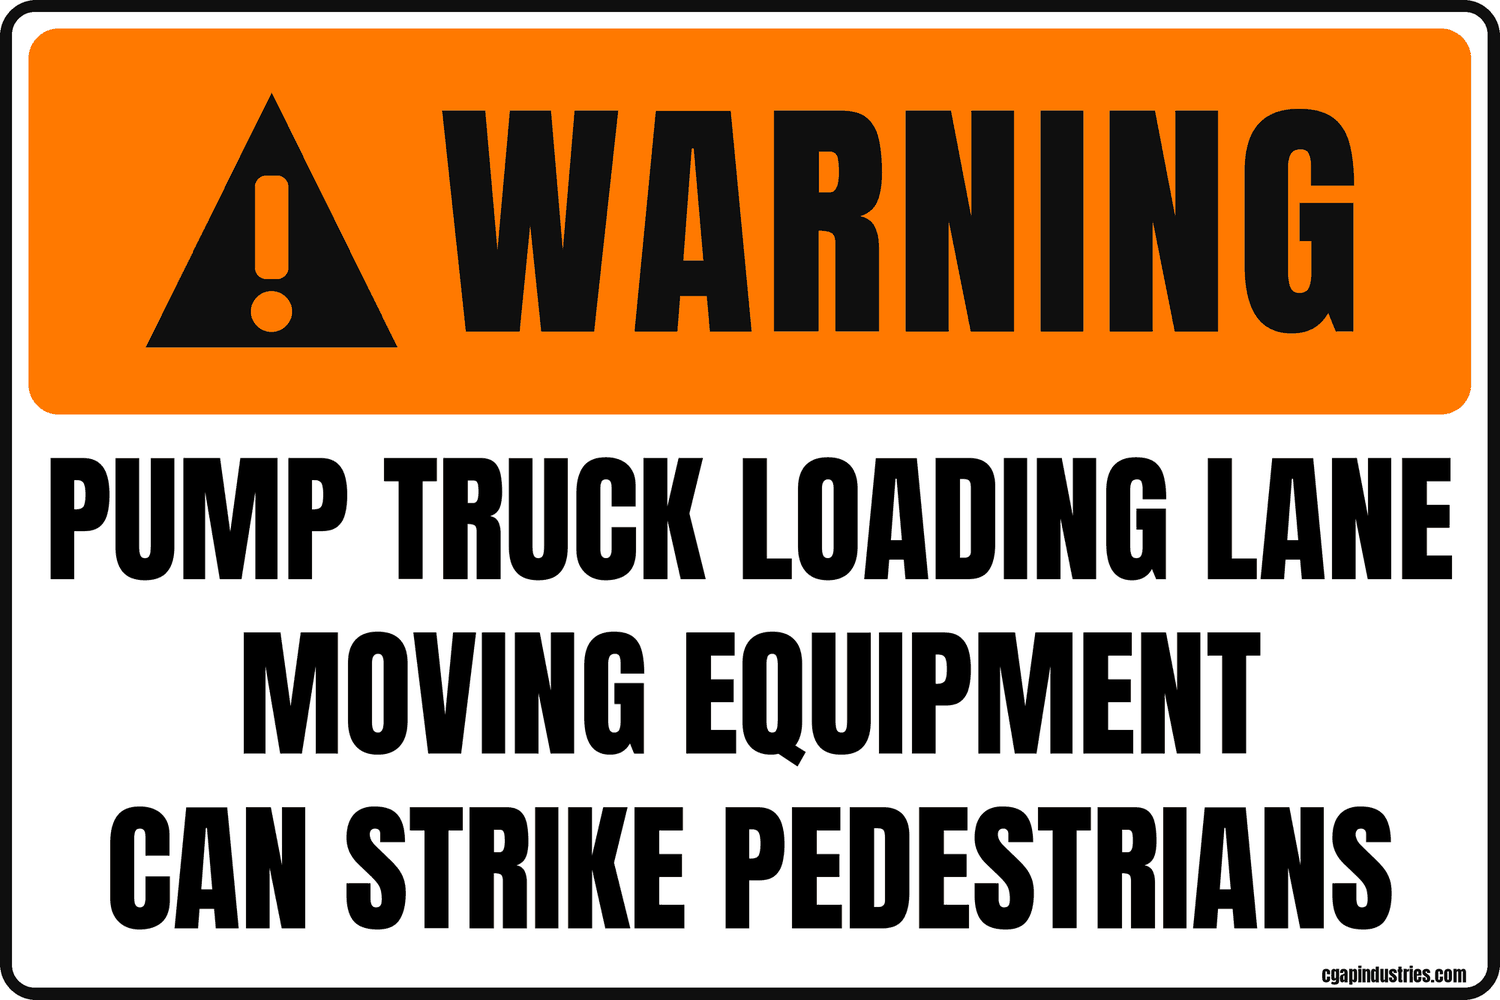 WARNING
PUMP TRUCK LOADING LANE
MOVING EQUIPMENT
CAN STRIKE PEDESTRIANS
cgapindustries.com